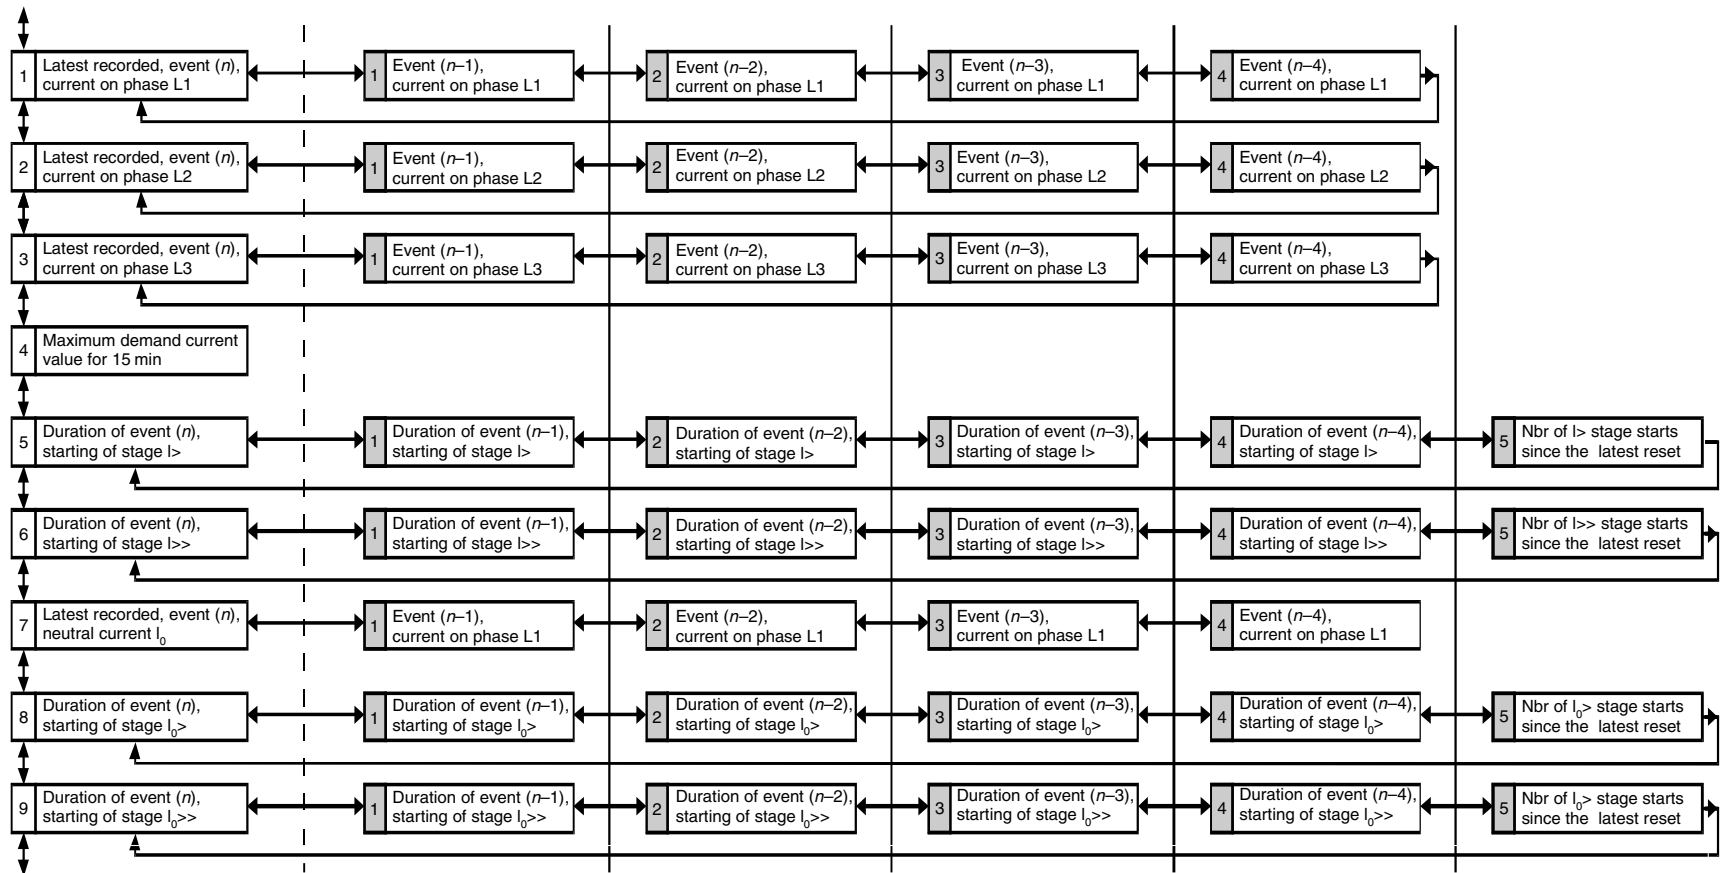 1 Latest recorded, event (n),
current on phase L1
1 Event (n–1),
current on phase L1
2 Event (n–2),
current on phase L1
3 Event (n–3),
current on phase L1
4 Event (n–4),
current on phase L1
2 Latest recorded, event (n),
current on phase L2
1 Event (n–1),
current on phase L2
2 Event (n–2),
current on phase L2
3 Event (n–3),
current on phase L2
4 Event (n–4),
current on phase L2
3 Latest recorded, event (n),
current on phase L3
1 Event (n–1),
current on phase L3
2 Event (n–2),
current on phase L3
3 Event (n–3),
current on phase L3
4 Event (n–4),
current on phase L3
4 Maximum demand current
value for 15 min
5 Duration of event (n),
starting of stage I>
1 Duration of event (n–1),
starting of stage I>
2 Duration of event (n–2),
starting of stage I>
3 Duration of event (n–3),
starting of stage I>
4 Duration of event (n–4),
starting of stage I>
5 Nbr of I> stage starts
since the latest reset
6 Duration of event (n),
starting of stage I>>
1 Duration of event (n–1),
starting of stage I>>
2 Duration of event (n–2),
starting of stage I>>
3 Duration of event (n–3),
starting of stage I>>
4 Duration of event (n–4),
starting of stage I>>
5 Nbr of I>> stage starts
since the latest reset
7 Latest recorded, event (n),
neutral current I0
1 Event (n–1),
current on phase L1
2 Event (n–2),
current on phase L1
3 Event (n–3),
current on phase L1
4 Event (n–4),
current on phase L1
8 Duration of event (n),
starting of stage I0>
1 Duration of event (n–1),
starting of stage I0>
2 Duration of event (n–2),
starting of stage I0>
3 Duration of event (n–3),
starting of stage I0>
4 Duration of event (n–4),
starting of stage I0>
5 Nbr of I0> stage starts
since the latest reset
9 Duration of event (n),
starting of stage I0>>
1 Duration of event (n–1),
starting of stage I0>>
2 Duration of event (n–2),
starting of stage I0>>
3 Duration of event (n–3),
starting of stage I0>>
4 Duration of event (n–4),
starting of stage I0>>
5 Nbr of I0> stage starts
since the latest reset